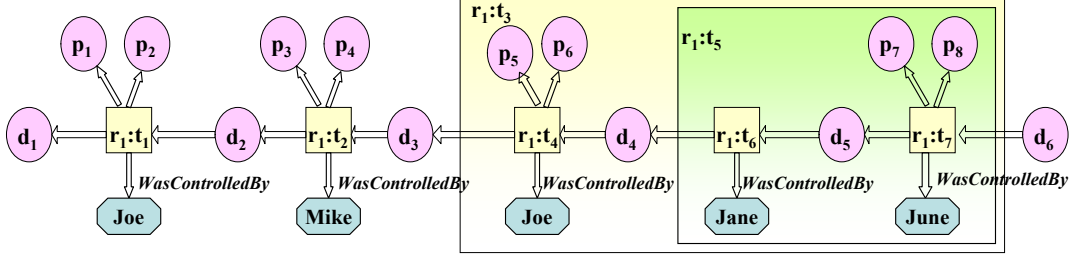 r1:t3
r1:t5
p1 p2 p3 p4 p5 p6 p7 p8
d1 r1:t1 d2 r1:t2 d3 r1:t4 d4 r1:t6 d5 r1:t7 d6
WasControlledBy WasControlledBy WasControlledBy WasControlledBy WasControlledBy
Joe Mike Joe Jane June